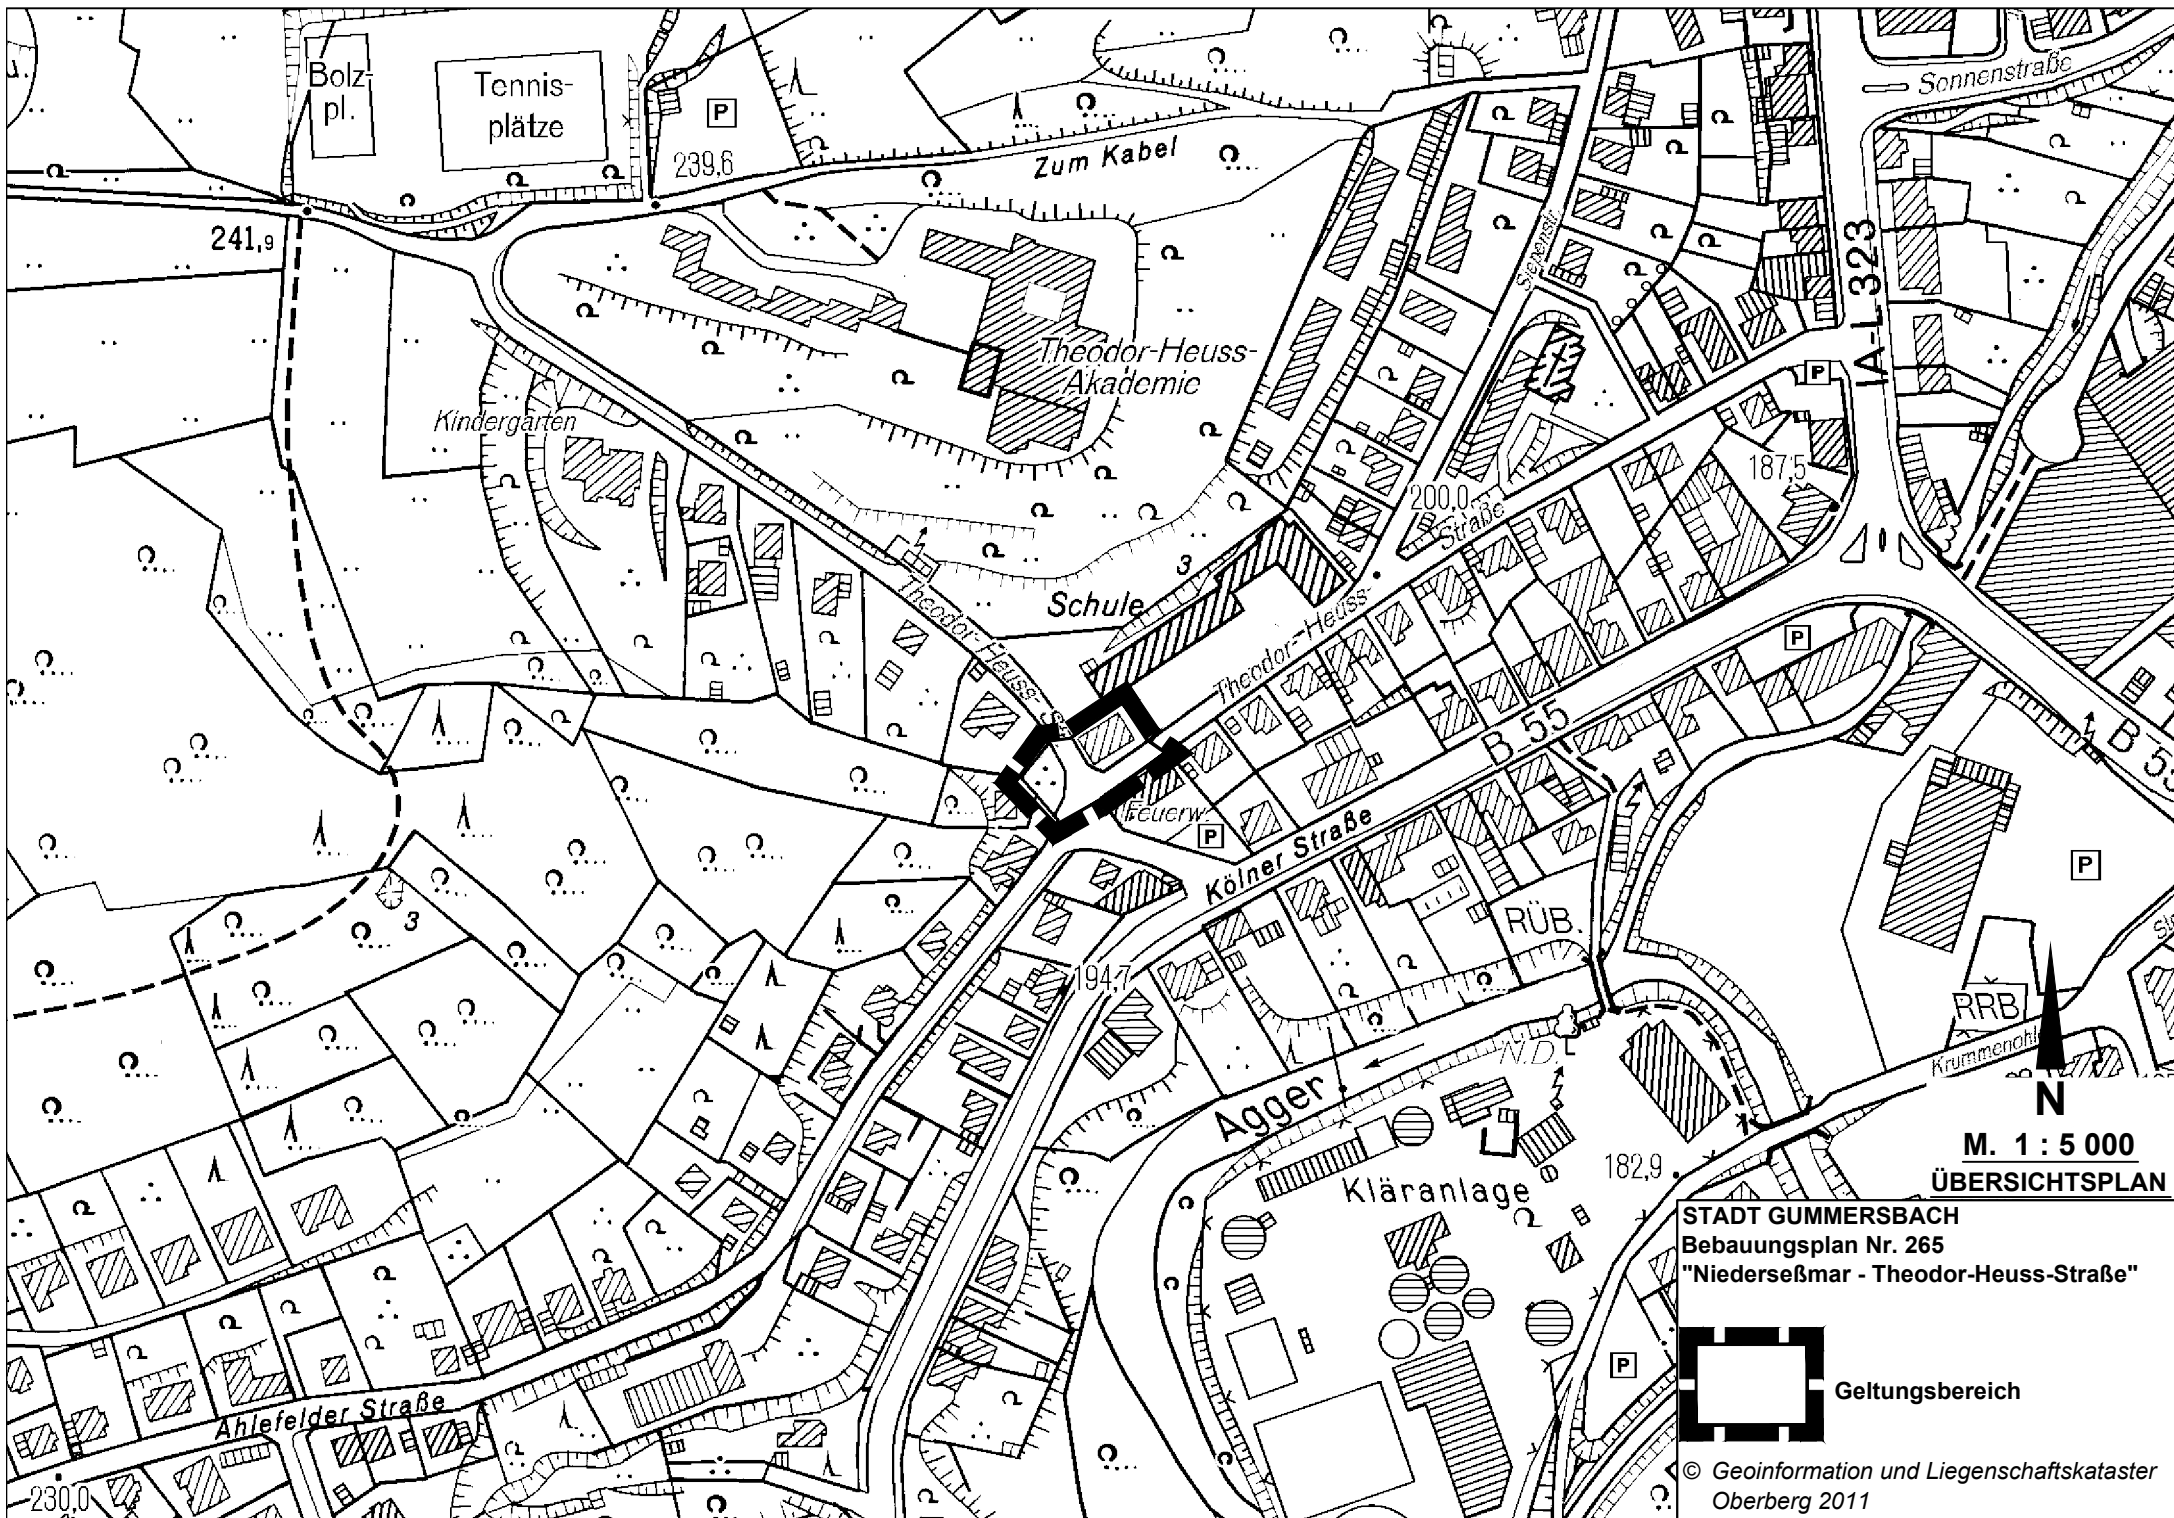 Bolz-
pl.
Tennis-
plätze
P
239,6
Zum Kabel
Sonnenstraße
241,9
IA-L 323
Siepenstr.
Theodor-Heuss-
Akademie
P
Kindergarten
187,5
200,0
Straße
3
Schule
Theodor-Heuss-
Theodor-Heuss-Str.
P
B 55
B 55
Feuerw.
P
Kölner Straße
P
3
RÜB.
194,7
RRB
N.D.
Krummenohl
Agger
N
M. 1 : 5 000
ÜBERSICHTSPLAN
182,9
Kläranlage
STADT GUMMERSBACH
Bebauungsplan Nr. 265
"Niederseßmar - Theodor-Heuss-Straße"
P
Geltungsbereich
Ahlefelder Straße
230,0
© Geoinformation und Liegenschaftskataster
Oberberg 2011